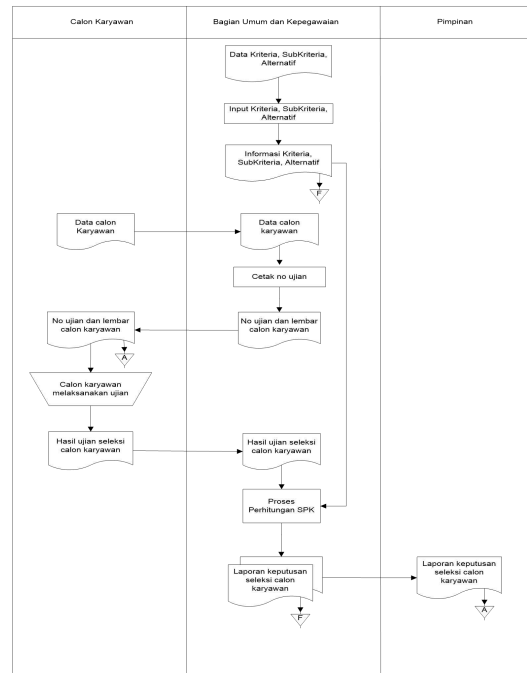 Calon Karyawan
Bagian Umum dan Kepegawaian
Pimpinan
Data Kriteria, SubKriteria,
Alternatif
Input Kriteria, SubKriteria,
Alternatif
Informasi Kriteria,
SubKriteria, Alternatif
F
Data calon
Karyawan
Data calon
karyawan
Cetak no ujian
No ujian dan lembar
calon karyawan
No ujian dan lembar
calon karyawan
A
Calon karyawan
melaksanakan ujian
Hasil ujian seleksi
calon karyawan
Hasil ujian seleksi
calon karyawan
Proses
Perhitungan SPK
Laporan keputusan
seleksi calon
karyawan
F
Laporan keputusan
seleksi calon
karyawan
A